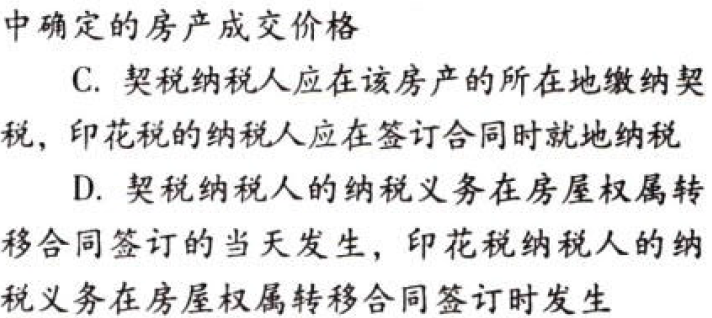 中确定的房产成交价格
C. 契税纳税人应在该房产的所在地缴纳契
税，印花税的纳税人应在签订合同时就地纳税
D. 契税纳税人的纳税义务在房屋权属转
移合同签订的当天发生，印花税纳税人的纳
税义务在房屋权属转移合同签订时发生